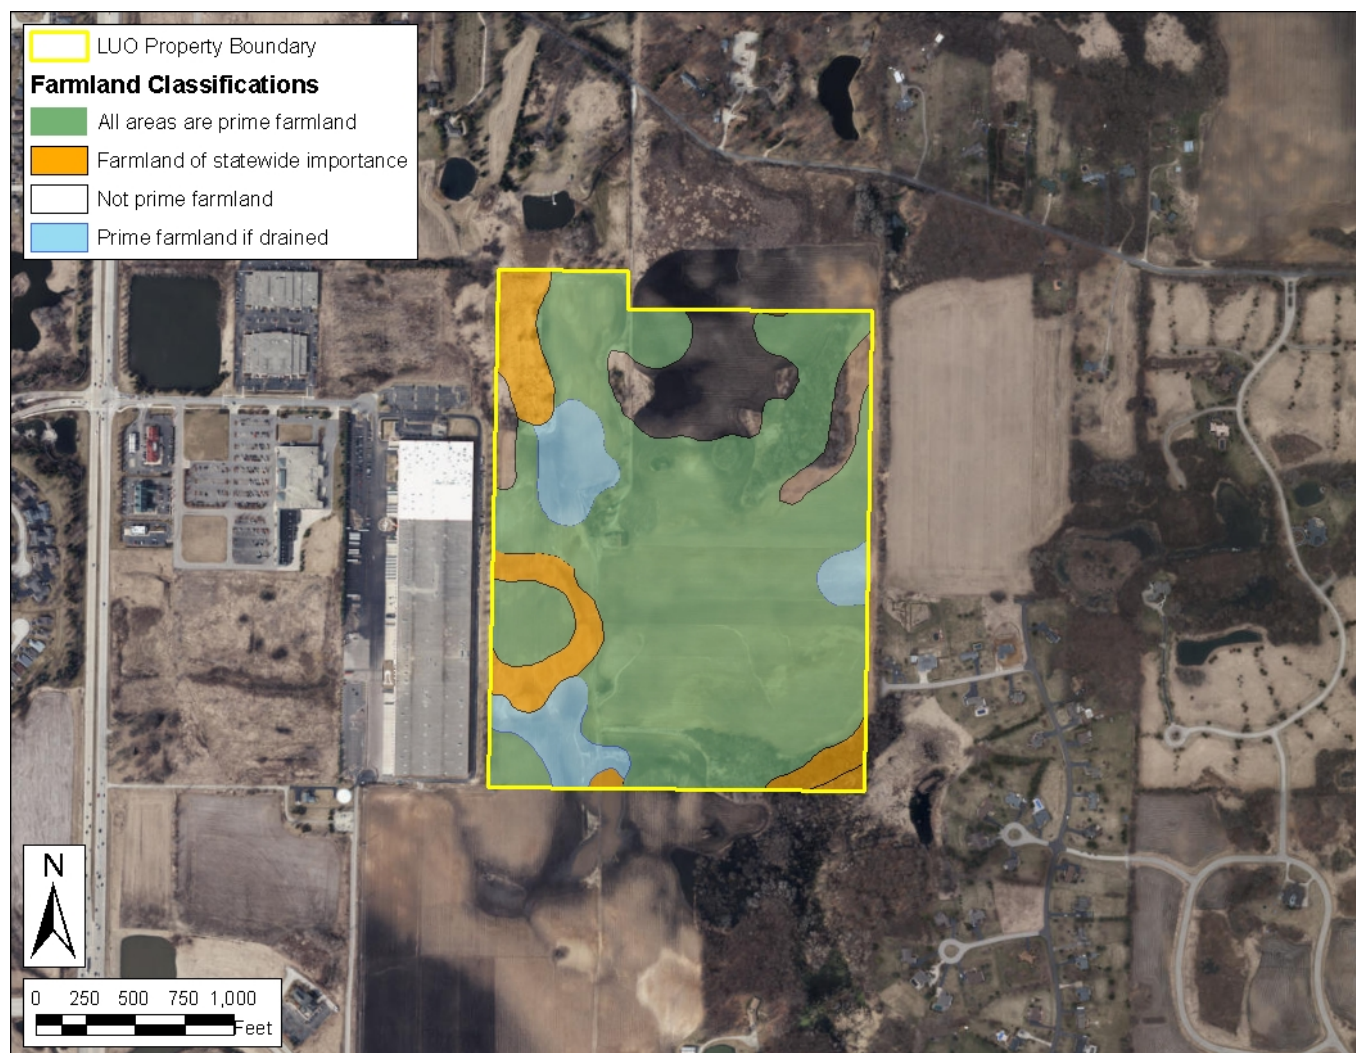 LUO Property Boundary
Farmland Classifications
All areas are prime farmland
Farmland of statewide importance
Not prime farmland
Prime farmland if drained
N
0 250 500 750 1,000
Feet